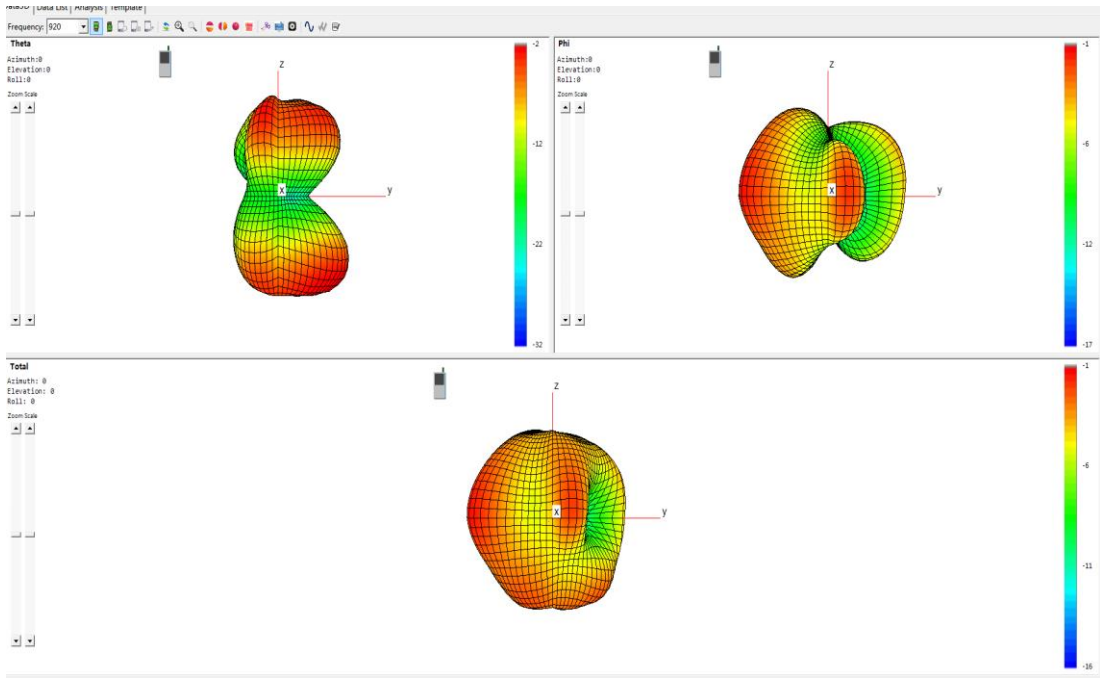 Data List
Analysis
Template
Frequency: 920
Theta
Azimuth:0
Elevation:0
Roll:0
Zoom Scale
Z
X
y
-2
-12
-22
-32
Phi
Azimuth:0
Elevation:0
Roll:0
Zoom Scale
Z
X
y
-1
-6
-12
-17
Total
Azimuth: 0
Elevation: 0
Roll: 0
Zoom Scale
Z
X
y
-1
-6
-11
-16